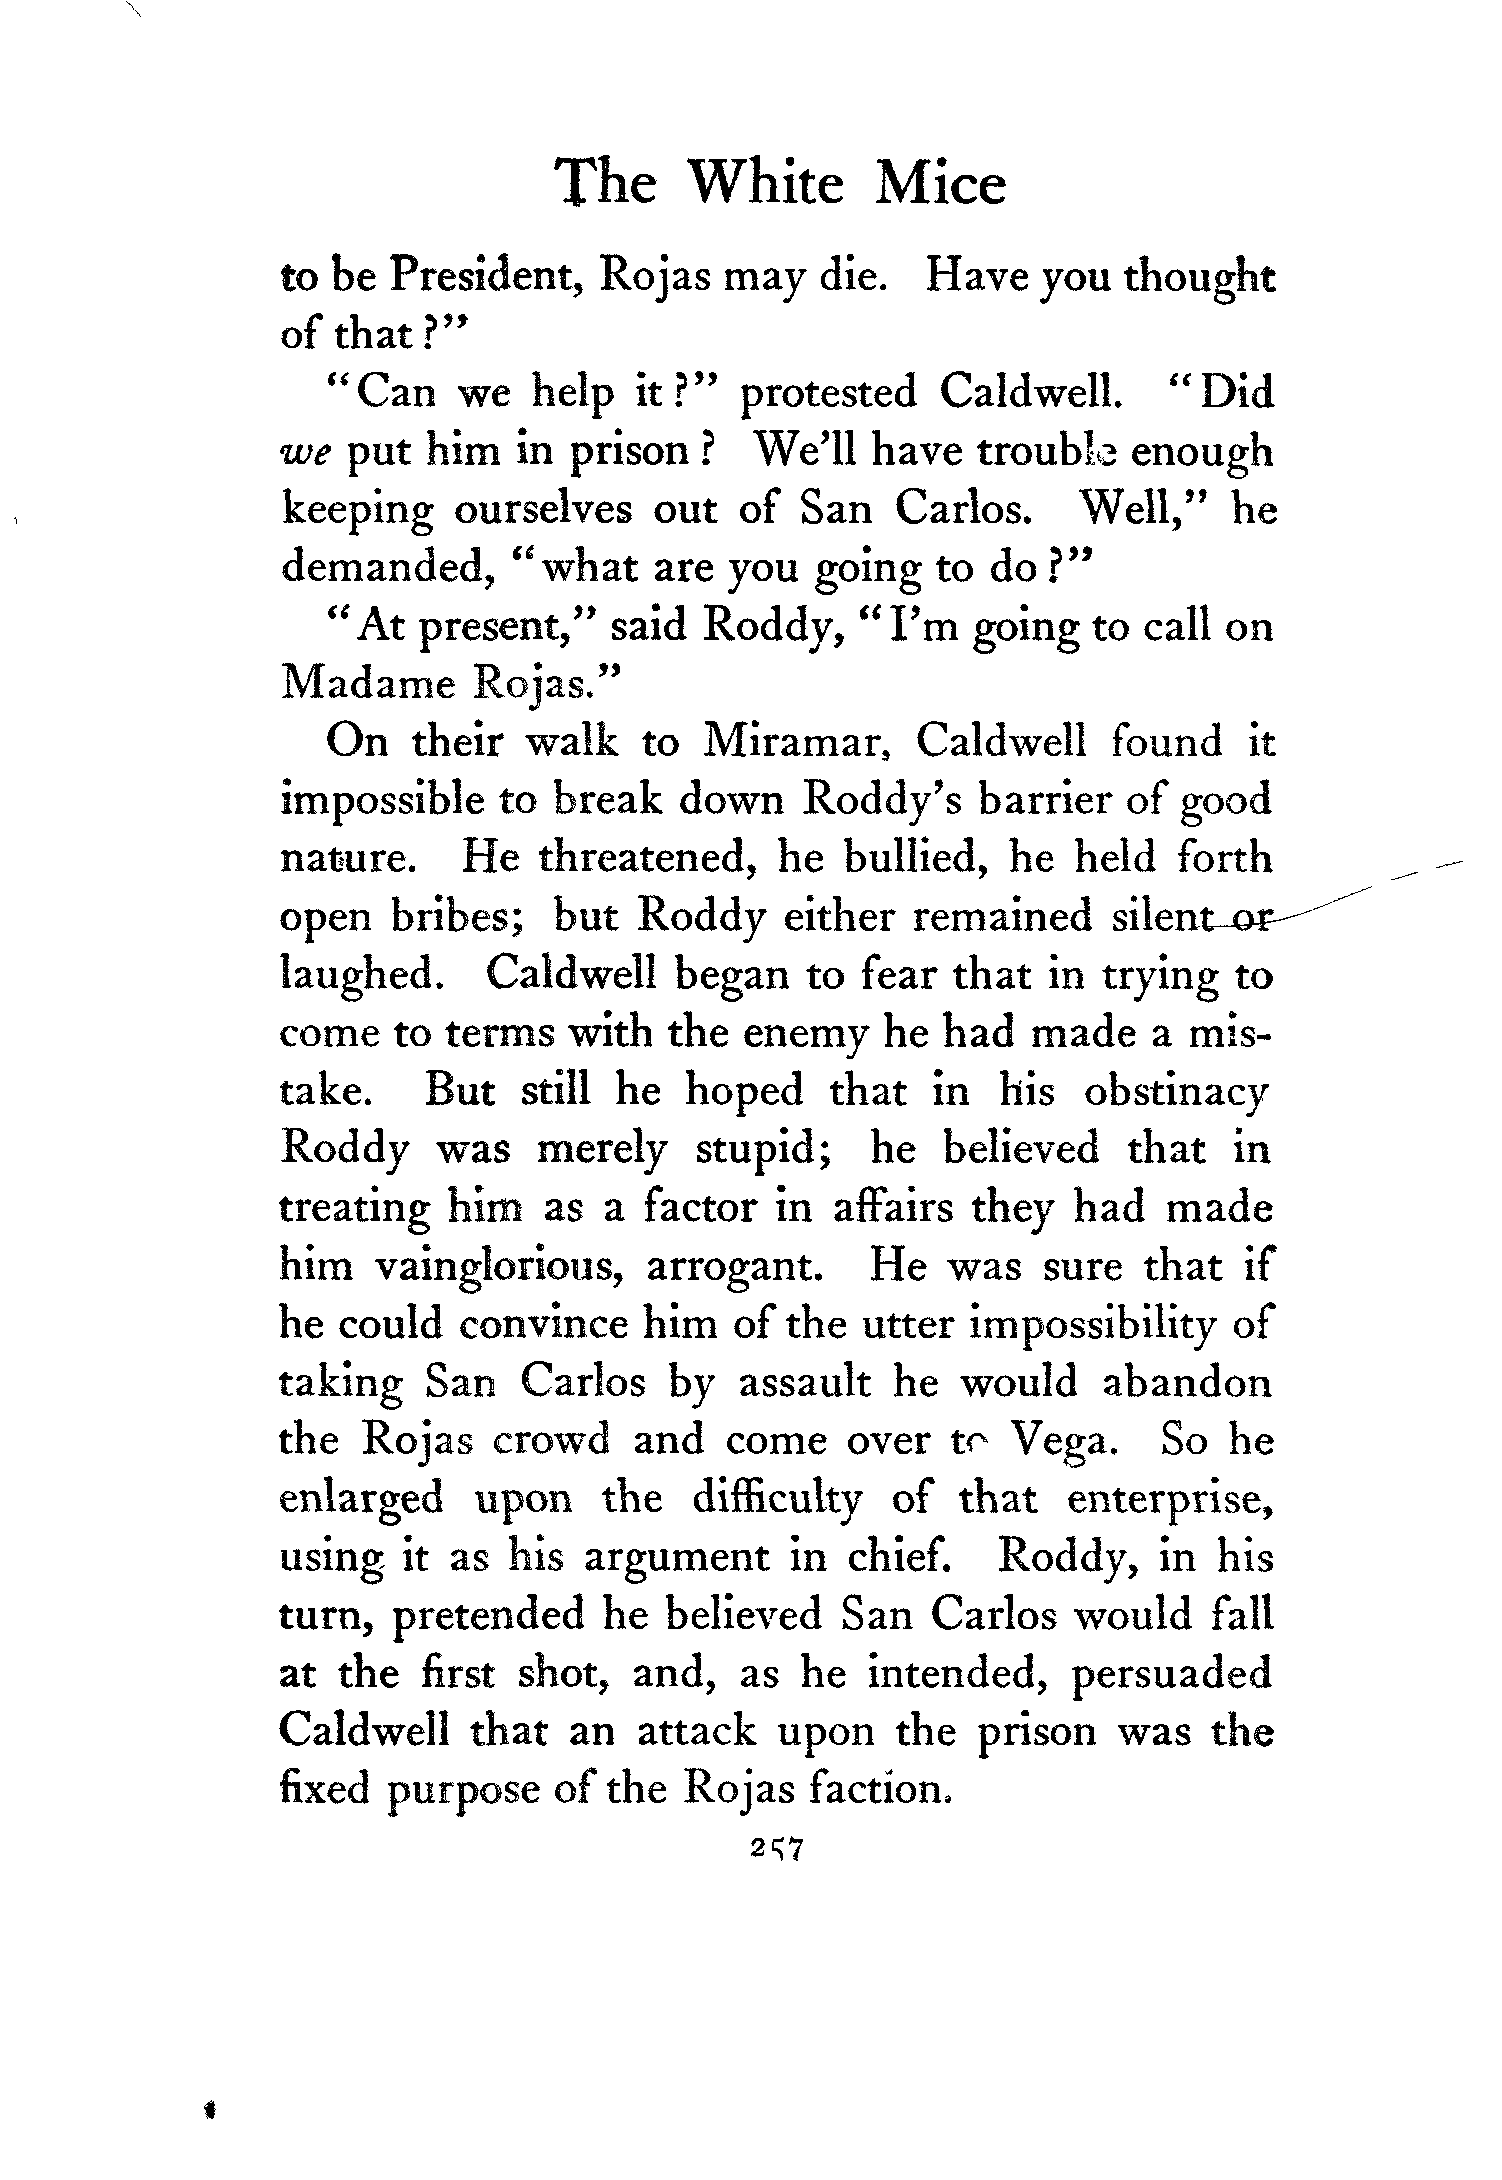 The White Mice
to be President, Rojas may die. Have you thought
of that?”
“Can we help it?” protested Caldwell. “Did
we put him in prison? We’ll have trouble enough
keeping ourselves out of San Carlos. Well,” he
demanded, “what are you going to do?”
“At present,” said Roddy, “I’m going to call on
Madame Rojas.”
On their walk to Miramar, Caldwell found it
impossible to break down Roddy’s barrier of good
nature. He threatened, he bullied, he held forth
open bribes; but Roddy either remained silent or
laughed. Caldwell began to fear that in trying to
come to terms with the enemy he had made a mis-
take. But still he hoped that in his obstinacy
Roddy was merely stupid; he believed that in
treating him as a factor in affairs they had made
him vainglorious, arrogant. He was sure that if
he could convince him of the utter impossibility of
taking San Carlos by assault he would abandon
the Rojas crowd and come over to Vega. So he
enlarged upon the difficulty of that enterprise,
using it as his argument in chief. Roddy, in his
turn, pretended he believed San Carlos would fall
at the first shot, and, as he intended, persuaded
Caldwell that an attack upon the prison was the
fixed purpose of the Rojas faction.
257